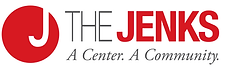 J THE JENKS
A Center. A Community.